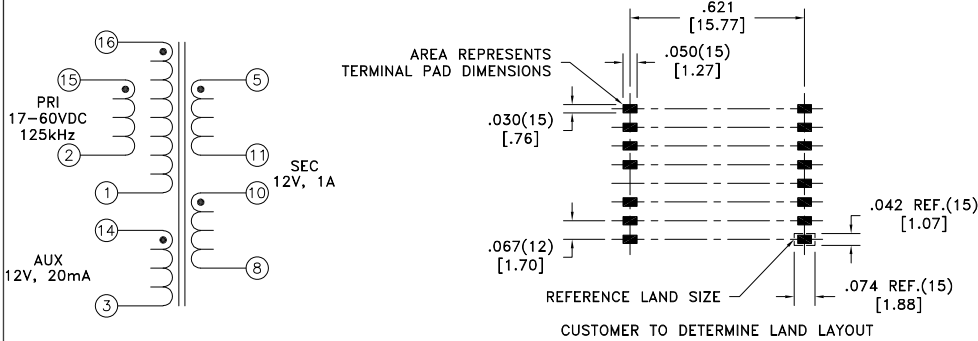 16
15
PRI
17-60VDC
125kHz
2
1
14
AUX
12V, 20mA
3
5
11
SEC
12V, 1A
10
8
.621
[15.77]
AREA REPRESENTS
TERMINAL PAD DIMENSIONS
.050(15)
[1.27]
.030(15)
[.76]
.067(12)
[1.70]
.042 REF.(15)
[1.07]
REFERENCE LAND SIZE
.074 REF.(15)
[1.88]
CUSTOMER TO DETERMINE LAND LAYOUT